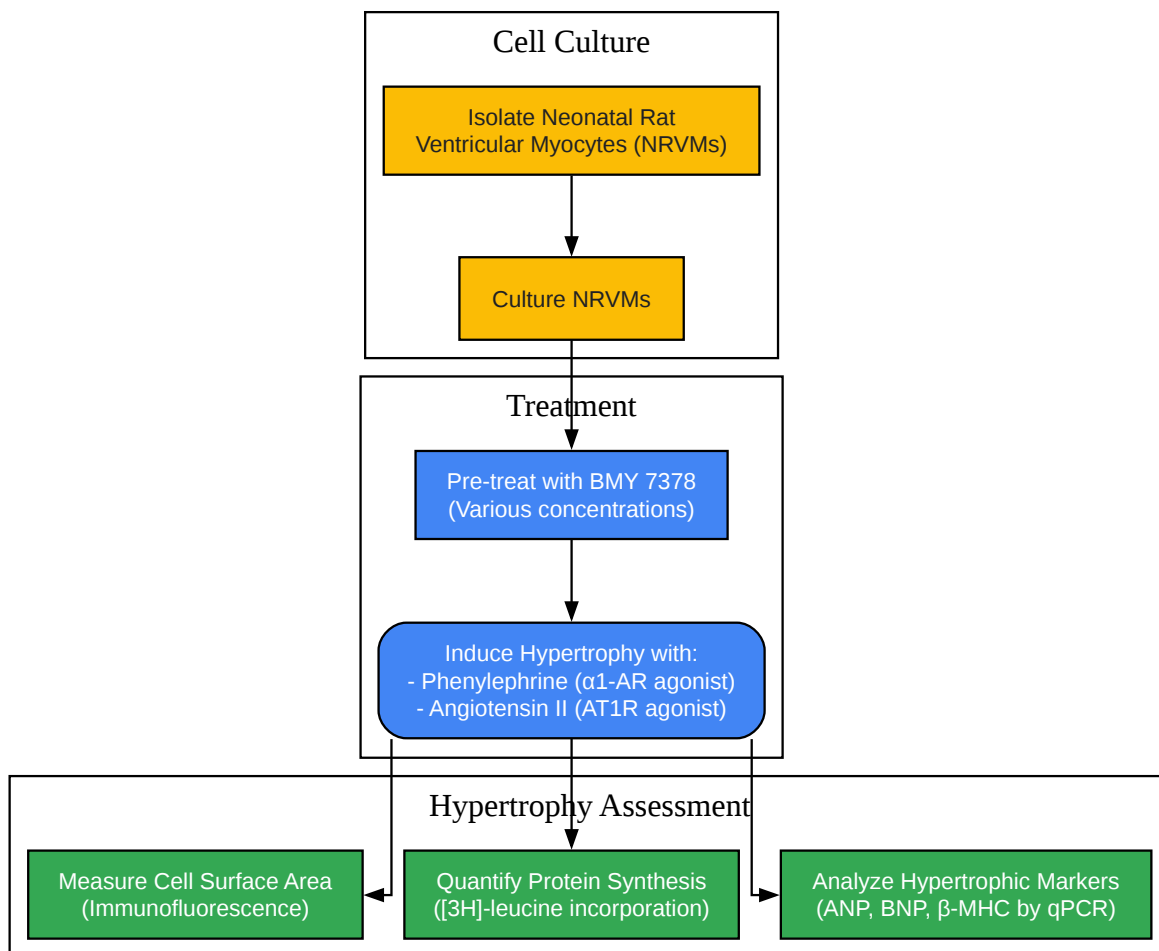 Cell Culture
Isolate Neonatal Rat
Ventricular Myocytes (NRVMs)
Culture NRVMs
Treatment
Pre-treat with BMY 7378
(Various concentrations)
Induce Hypertrophy with:
- Phenylephrine (α1-AR agonist)
- Angiotensin II (AT1R agonist)
Hypertrophy Assessment
Measure Cell Surface Area
(Immunofluorescence)
Quantify Protein Synthesis
([3H]-leucine incorporation)
Analyze Hypertrophic Markers
(ANP, BNP, β-MHC by qPCR)